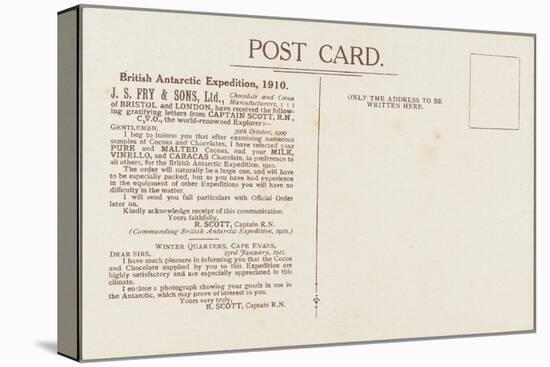 POST CARD.
British Antarctic Expedition, 1910.
J. S. FRY & SONS, Ltd., Chocolate and Cocoa
Manufacturers, : :
of BRISTOL and LONDON, have received the follow-
ing gratifying letters from CAPTAIN SCOTT, R.N.,
C.V.O., the world-renowned Explorer:—
GENTLEMEN, 30th October, 1909
I beg to inform you that after examining numerous
samples of Cocoas and Chocolates, I have selected your
PURE and MALTED Cocoas, and your MILK,
VINELLO, and CARACAS Chocolate, in preference to
all others, for the British Antarctic Expedition, 1910.
The order will naturally be a large one, and will have
to be especially packed, but as you have had experience
in the equipment of other Expeditions you will have no
difficulty in the matter.
I will send you full particulars with Official Order
later on.
Kindly acknowledge receipt of this communication.
Yours faithfully,
R. SCOTT, Captain R.N.
(Commanding British Antarctic Expedition, 1910.)
WINTER QUARTERS, CAPE EVANS,
DEAR SIRS, 23rd January, 1911.
I have much pleasure in informing you that the Cocoa
and Chocolate supplied by you to this Expedition are
highly satisfactory and are especially appreciated in this
climate.
I enclose a photograph showing your goods in use in
the Antarctic, which may prove of interest to you.
Yours very truly,
R. SCOTT, Captain R.N.
ONLY THE ADDRESS TO BE
WRITTEN HERE.